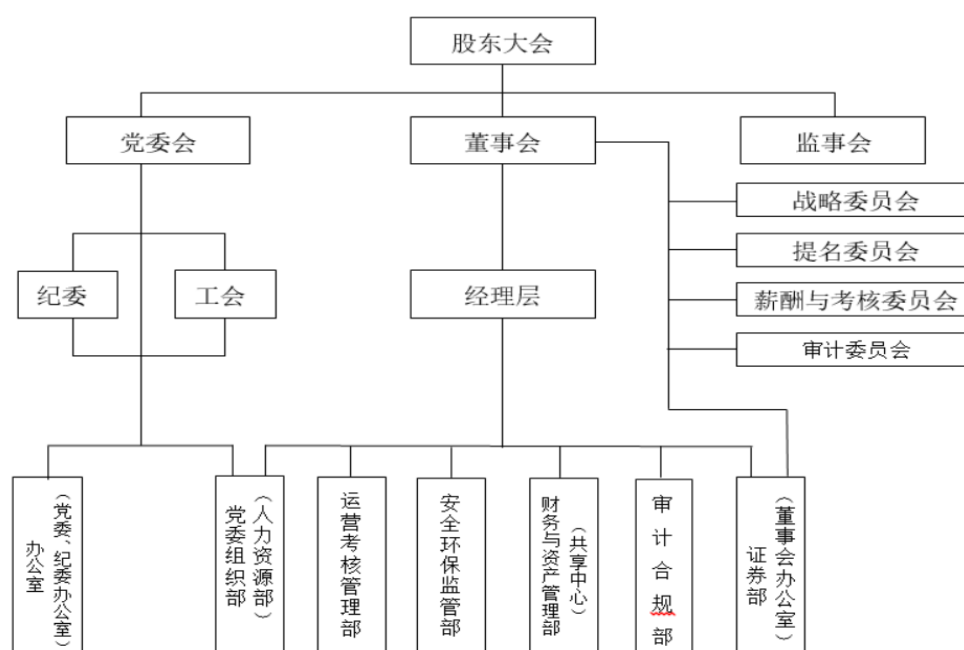 股东大会
党委会
董事会
监事会
战略委员会
提名委员会
薪酬与考核委员会
审计委员会
纪委
工会
经理层
办公室
（党委、纪委办公室）
党委组织部
（人力资源部）
运营考核管理部
安全环保监管部
财务与资产管理部
（共享中心）
审计合规部
证券部
（董事会办公室）